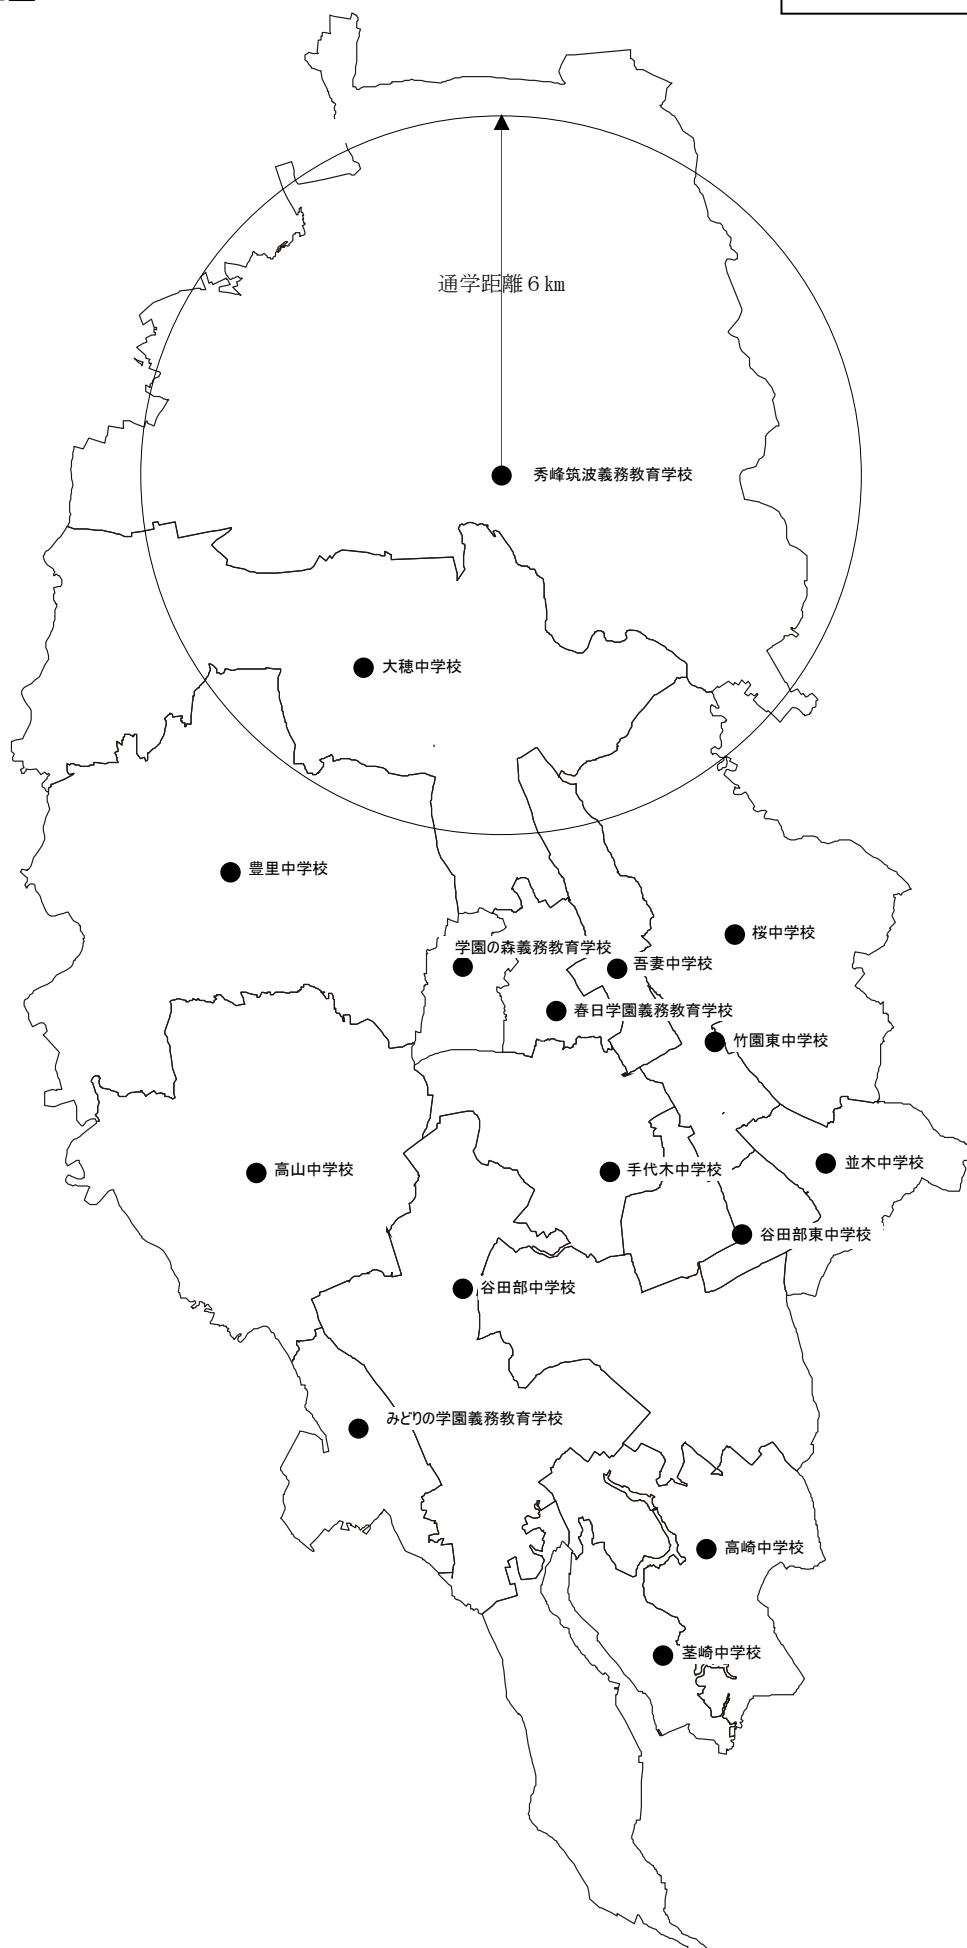 通学距離６㎞
秀峰筑波義務教育学校
大穂中学校
豊里中学校
桜中学校
学園の森義務教育学校
吾妻中学校
春日学園義務教育学校
竹園東中学校
並木中学校
高山中学校
手代木中学校
谷田部東中学校
谷田部中学校
みどりの学園義務教育学校
高崎中学校
茎崎中学校